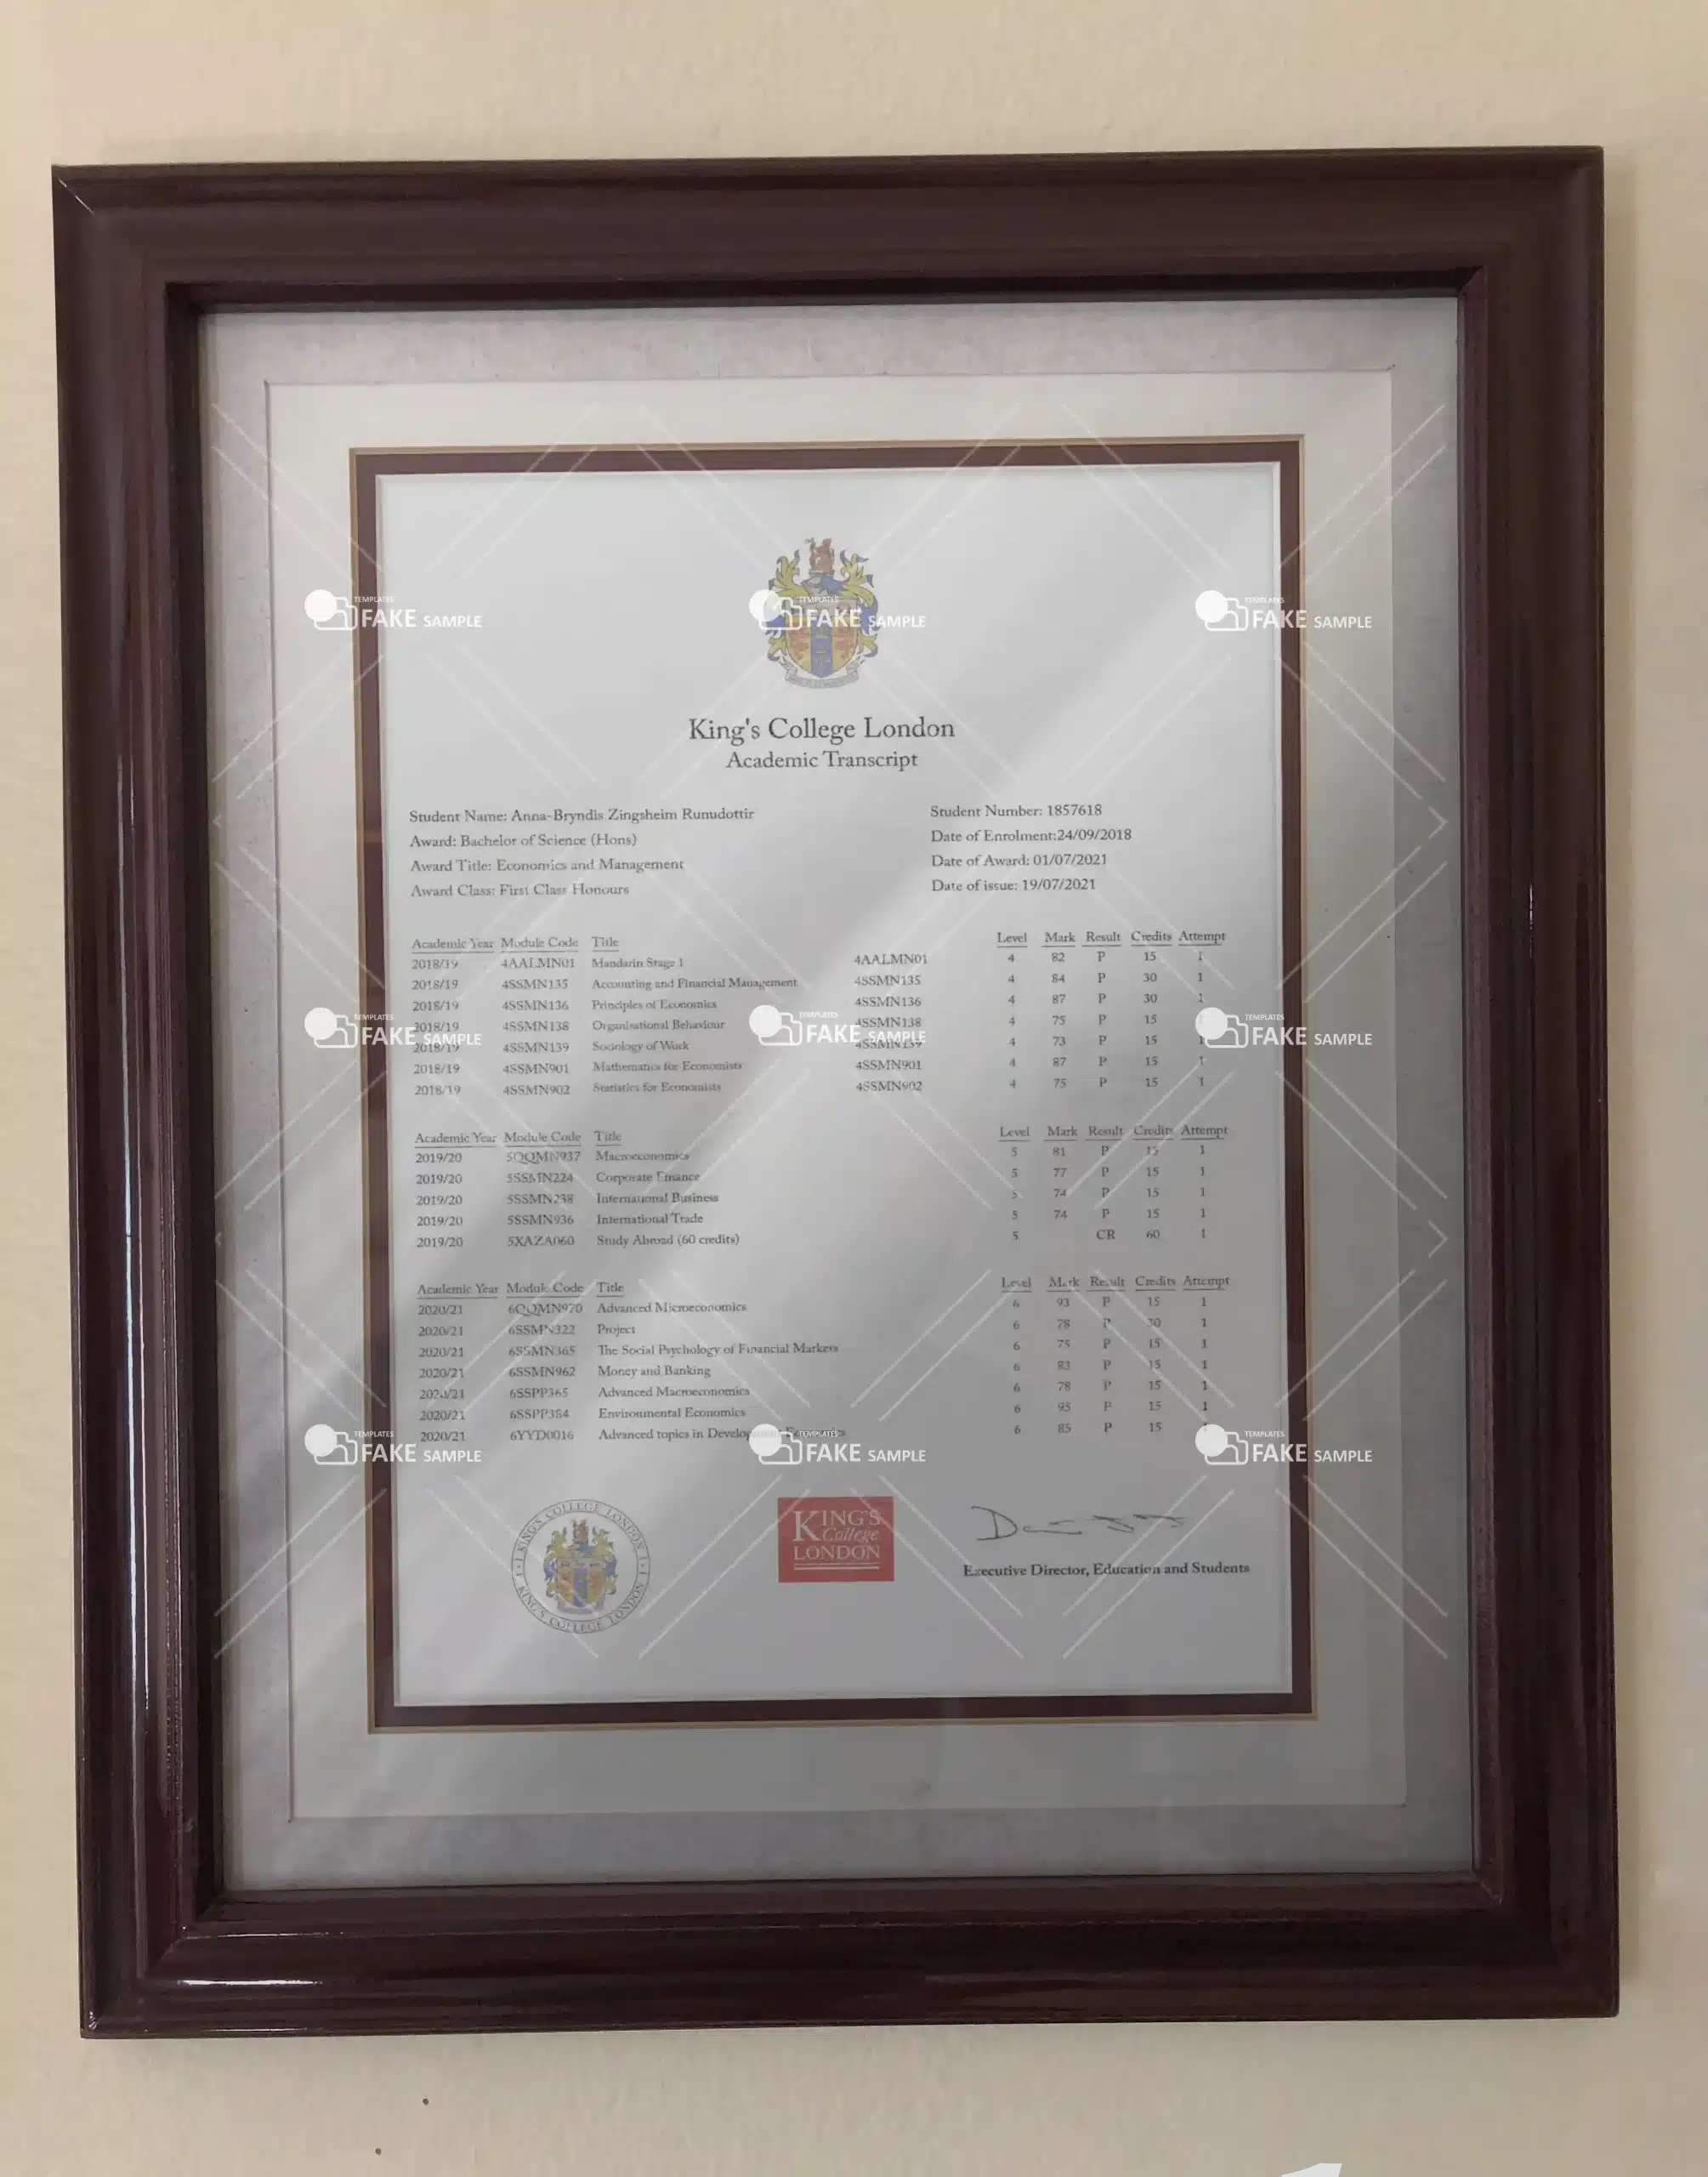 King's College London
Academic Transcript
Student Name: Anna-Bryndis Zingsheim Runudottir
Student Number: 1857618
Award: Bachelor of Science (Hons)
Date of Enrolment:24/09/2018
Award Title: Economics and Management
Date of Award: 01/07/2021
Award Class: First Class Honours
Date of issue: 19/07/2021
Academic Year Module Code Title Level Mark Result Credits Attempt
2018/19 4AALMN01 Mandarin Stage 1 4AALMN01 4 82 P 15 1
2018/19 4SSMN135 Accounting and Financial Management 4SSMN135 4 84 P 30 1
2018/19 4SSMN136 Principles of Economics 4SSMN136 4 87 P 30 1
2018/19 4SSMN138 Organisational Behaviour 4SSMN138 4 75 P 15
2018/19 4SSMN139 Sociology of Work 4SSMN139 4 73 P 15 1
2018/19 4SSMN901 Mathematics for Economists 4SSMN901 4 87 P 15 1
2018/19 4SSMN902 Statistics for Economists 4SSMN902 4 75 P 15 1
Academic Year Module Code Title Level Mark Result Credits Attempt
2019/20 5QQMN937 Macroeconomics 5 81 P 15 1
2019/20 5SSMN224 Corporate Finance 5 77 P 15 1
2019/20 5SSMN238 International Business 5 74 P 15 1
2019/20 5SSMN936 International Trade 5 74 P 15 1
2019/20 5XAZA060 Study Abroad (60 credits) 5 CR 60 1
Academic Year Module Code Title Level Mark Result Credits Attempt
2020/21 6QQMN970 Advanced Microeconomics 6 93 P 15 1
2020/21 6SSMN322 Project 6 78 P 30 1
2020/21 6SSMN365 The Social Psychology of Financial Markets 6 75 P 15 1
2020/21 6SSMN962 Money and Banking 6 83 P 15 1
2020/21 6SSPP365 Advanced Macroeconomics 6 78 P 15 1
2020/21 6SSPP384 Environmental Economics 6 95 P 15 1
2020/21 6YYD0016 Advanced topics in 6 85 P 15
KING'S COLLEGE LONDON
KING'S COLLEGE LONDON
KING'S
College
LONDON
Executive Director, Education and Students
TEMPLATES
FAKE SAMPLE
TEMPLATES
FAKE SAMPLE
TEMPLATES
FAKE SAMPLE
TEMPLATES
FAKE SAMPLE
TEMPLATES
FAKE SAMPLE
TEMPLATES
FAKE SAMPLE
TEMPLATES
FAKE SAMPLE
TEMPLATES
FAKE SAMPLE
TEMPLATES
FAKE SAMPLE